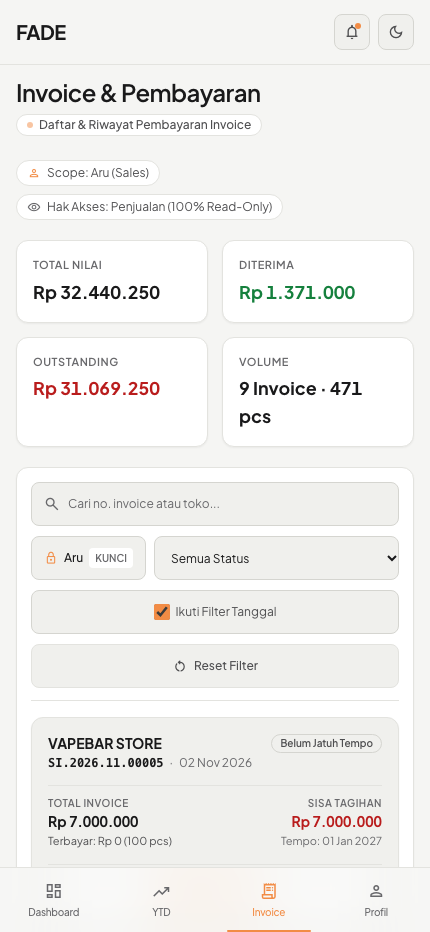 FADE
Invoice & Pembayaran
Daftar & Riwayat Pembayaran Invoice
Scope: Aru (Sales)
Hak Akses: Penjualan (100% Read-Only)
TOTAL NILAI
Rp 32.440.250
DITERIMA
Rp 1.371.000
OUTSTANDING
Rp 31.069.250
VOLUME
9 Invoice · 471
pcs
Cari no. invoice atau toko...
Aru KUNCI
Semua Status
Ikuti Filter Tanggal
Reset Filter
VAPEBAR STORE
Belum Jatuh Tempo
SI.2026.11.00005 · 02 Nov 2026
TOTAL INVOICE
SISA TAGIHAN
Rp 7.000.000
Rp 7.000.000
Terbayar: Rp 0 (100 pcs)
Tempo: 01 Jan 2027
Dashboard
YTD
Invoice
Profil